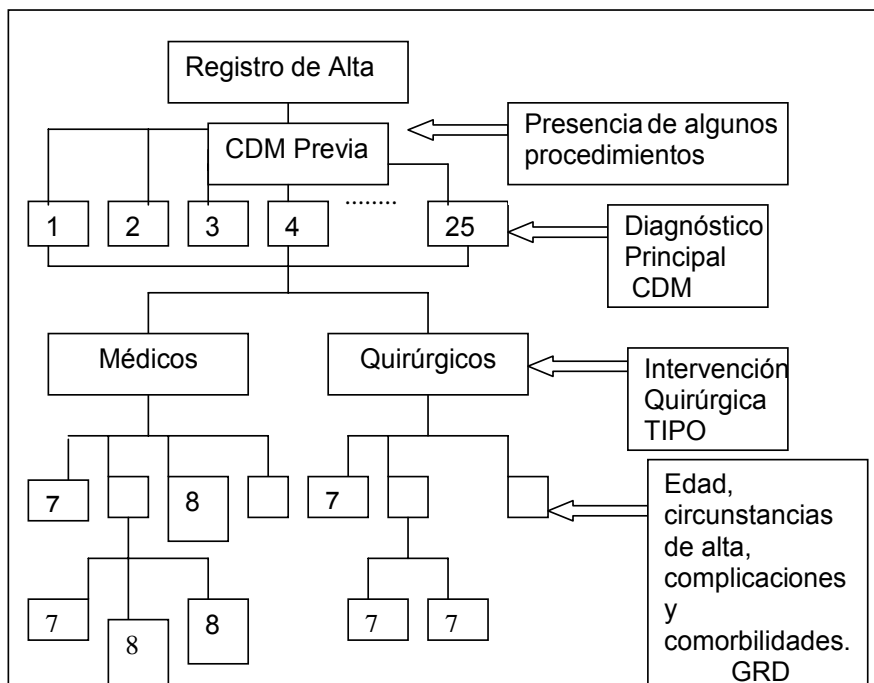 Registro de Alta
CDM Previa
Presencia de algunos
procedimientos
1 2 3 4 ........ 25
Diagnóstico
Principal
CDM
Médicos
Quirúrgicos
Intervención
Quirúrgica
TIPO
7 8 7
Edad,
circunstancias
de alta,
complicaciones
y
comorbilidades.
GRD
7 8 8 7 7